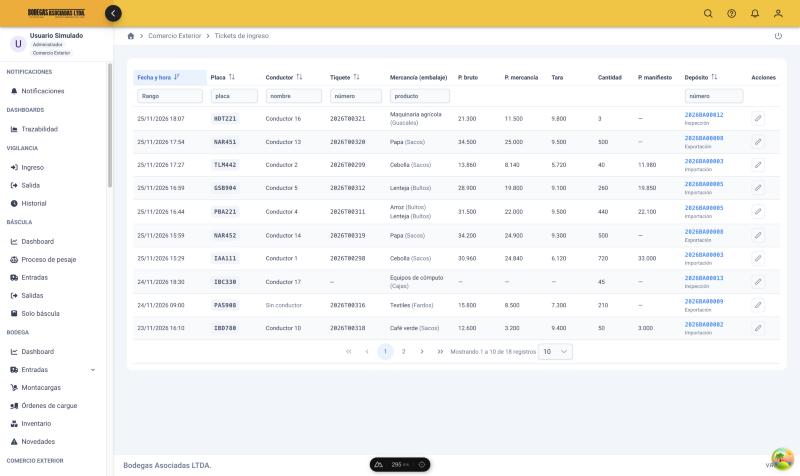 BODEGAS ASOCIADAS LTDA.
Usuario Simulado
Administrador
Comercio Exterior
U
Comercio Exterior > Tickets de ingreso
NOTIFICACIONES
Notificaciones
DASHBOARDS
Trazabilidad
VIGILANCIA
Ingreso
Salida
Historial
BÁSCULA
Dashboard
Proceso de pesaje
Entradas
Salidas
Solo báscula
BODEGA
Dashboard
Entradas
Montacargas
Órdenes de cargue
Inventario
Novedades
COMERCIO EXTERIOR
Fecha y hora Placa Conductor Tiquete Mercancía (embalaje) P. bruto P. mercancía Tara Cantidad P. manifiesto Depósito Acciones
Rango placa nombre número producto número
25/11/2026 18:07 HDT221 Conductor 16 2026T00321 Maquinaria agrícola (Guacales) 21.300 11.500 9.800 3 — 2026BA00012 Inspección
25/11/2026 17:54 NAR451 Conductor 13 2026T00320 Papa (Sacos) 34.500 25.000 9.500 500 — 2026BA00008 Exportación
25/11/2026 17:27 TLM442 Conductor 2 2026T00299 Cebolla (Sacos) 13.860 8.140 5.720 40 11.980 2026BA00003 Importación
25/11/2026 16:59 GSB904 Conductor 5 2026T00312 Lenteja (Bultos) 28.900 19.800 9.100 260 19.850 2026BA00005 Importación
25/11/2026 16:44 PBA221 Conductor 4 2026T00311 Arroz (Bultos) Lenteja (Bultos) 31.500 22.000 9.500 440 22.100 2026BA00005 Importación
25/11/2026 15:59 NAR452 Conductor 14 2026T00319 Papa (Sacos) 34.200 24.900 9.300 500 — 2026BA00008 Exportación
25/11/2026 15:29 IAA111 Conductor 1 2026T00298 Cebolla (Sacos) 30.960 24.840 6.120 720 33.000 2026BA00003 Importación
24/11/2026 18:30 IBC330 Conductor 17 — Equipos de cómputo (Cajas) — — — 45 — 2026BA00013 Inspección
24/11/2026 09:00 PAS908 Sin conductor 2026T00316 Textiles (Fardos) 15.800 8.500 7.300 210 — 2026BA00009 Exportación
23/11/2026 16:10 IBD780 Conductor 10 2026T00318 Café verde (Sacos) 12.600 3.200 9.400 50 3.000 2026BA00002 Importación
« ‹ 1 2 › » Mostrando 1 a 10 de 18 registros 10
Bodegas Asociadas LTDA.
295 ms